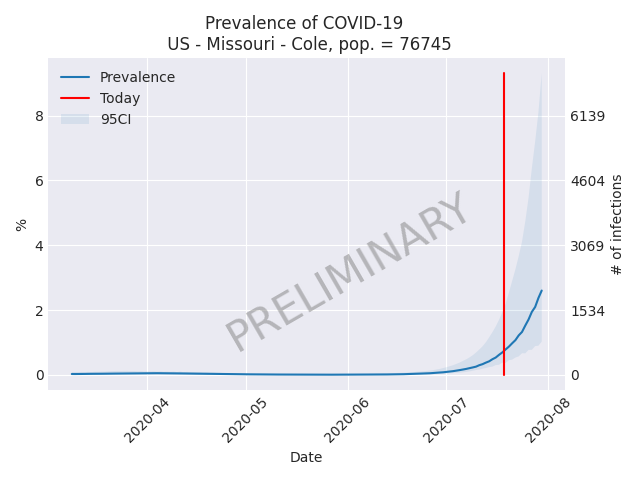 Prevalence of COVID-19
US - Missouri - Cole, pop. = 76745
Prevalence
Today
95CI
8
6
4
2
0
%
6139
4604
3069
1534
0
# of infections
PRELIMINARY
2020-04
2020-05
2020-06
2020-07
2020-08
Date